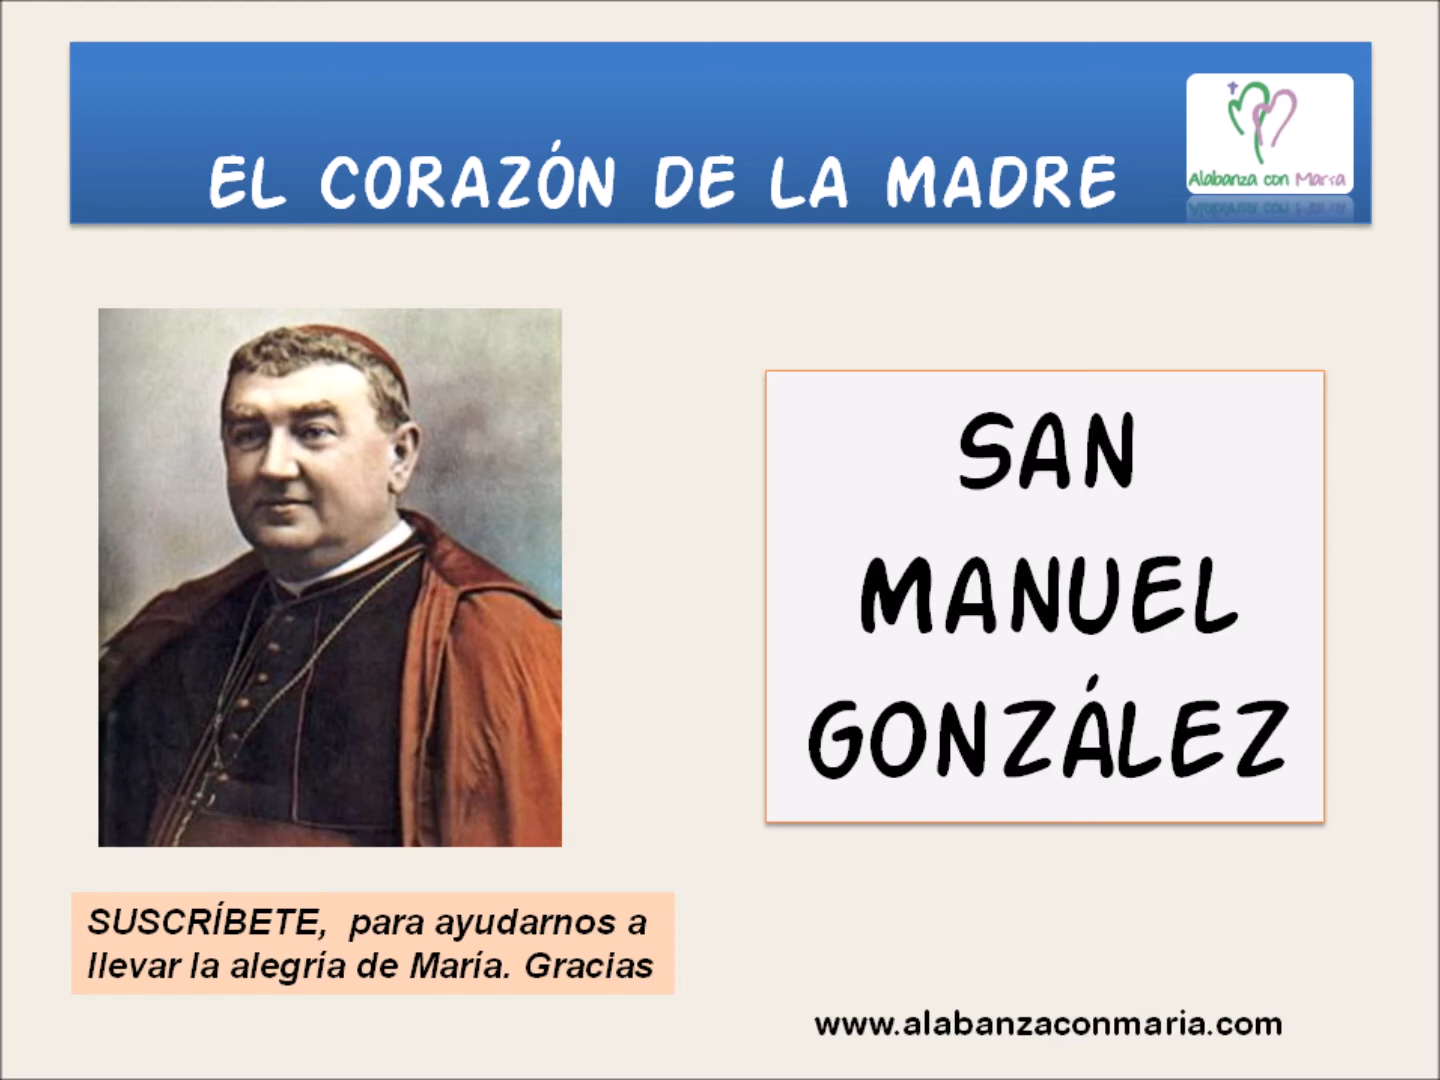 EL CORAZÓN DE LA MADRE
Alabanza con María
SAN
MANUEL
GONZÁLEZ
SUSCRÍBETE, para ayudarnos a
llevar la alegría de María. Gracias
www.alabanzaconmaria.com